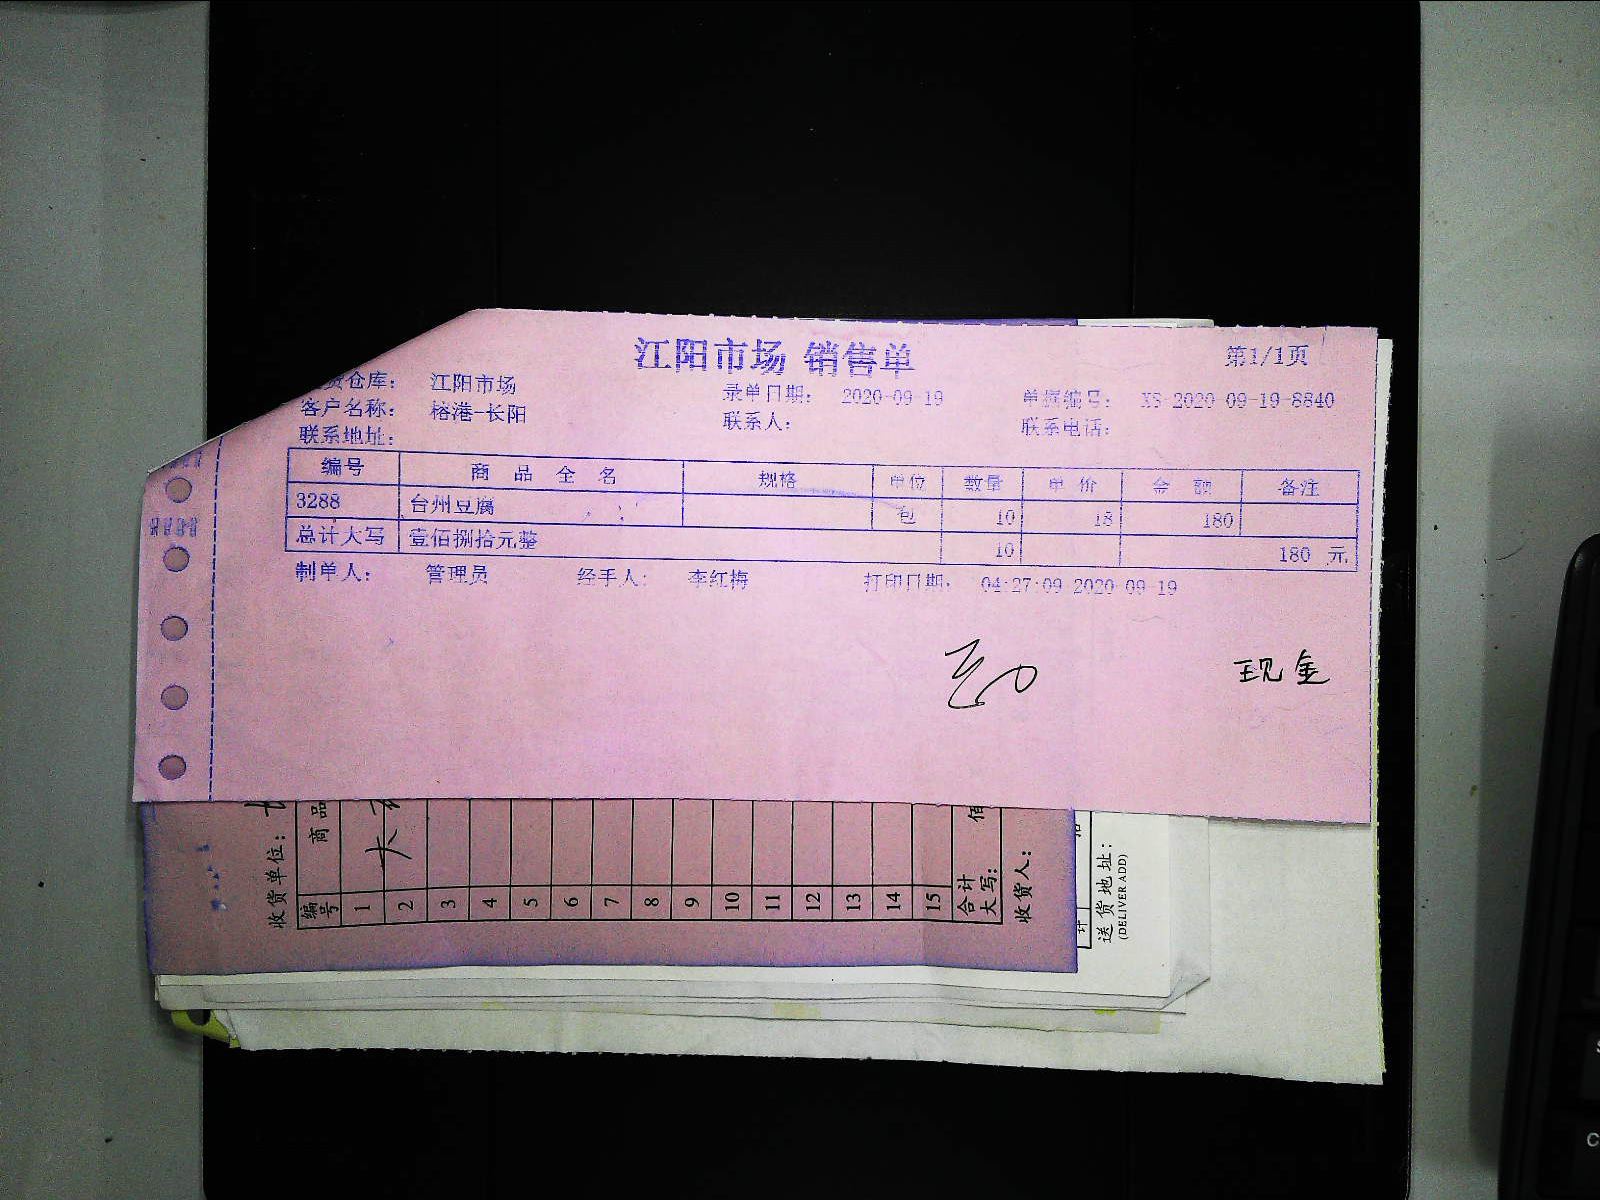 江阳市场 销售单
第1/1页
货仓库： 江阳市场 录单日期： 2020-09-19 单据编号： XS-2020-09-19-8840
客户名称： 榕港-长阳 联系人： 联系电话：
联系地址：
编号 商 品 全 名 规格 单位 数量 单 价 金 额 备注
3288 台州豆腐 包 10 18 180
总计大写 壹佰捌拾元整 10 180 元
制单人： 管理员 经手人： 李红梅 打印日期： 04:27:09 2020-09-19
现金
收货单位：
编号 商品
1 大
2
3
4
5
6
7
8
9
10
11
12
13
14
15
合计大写： 佰
收货人：
计 拾
送货地址：
(DELIVER ADD)